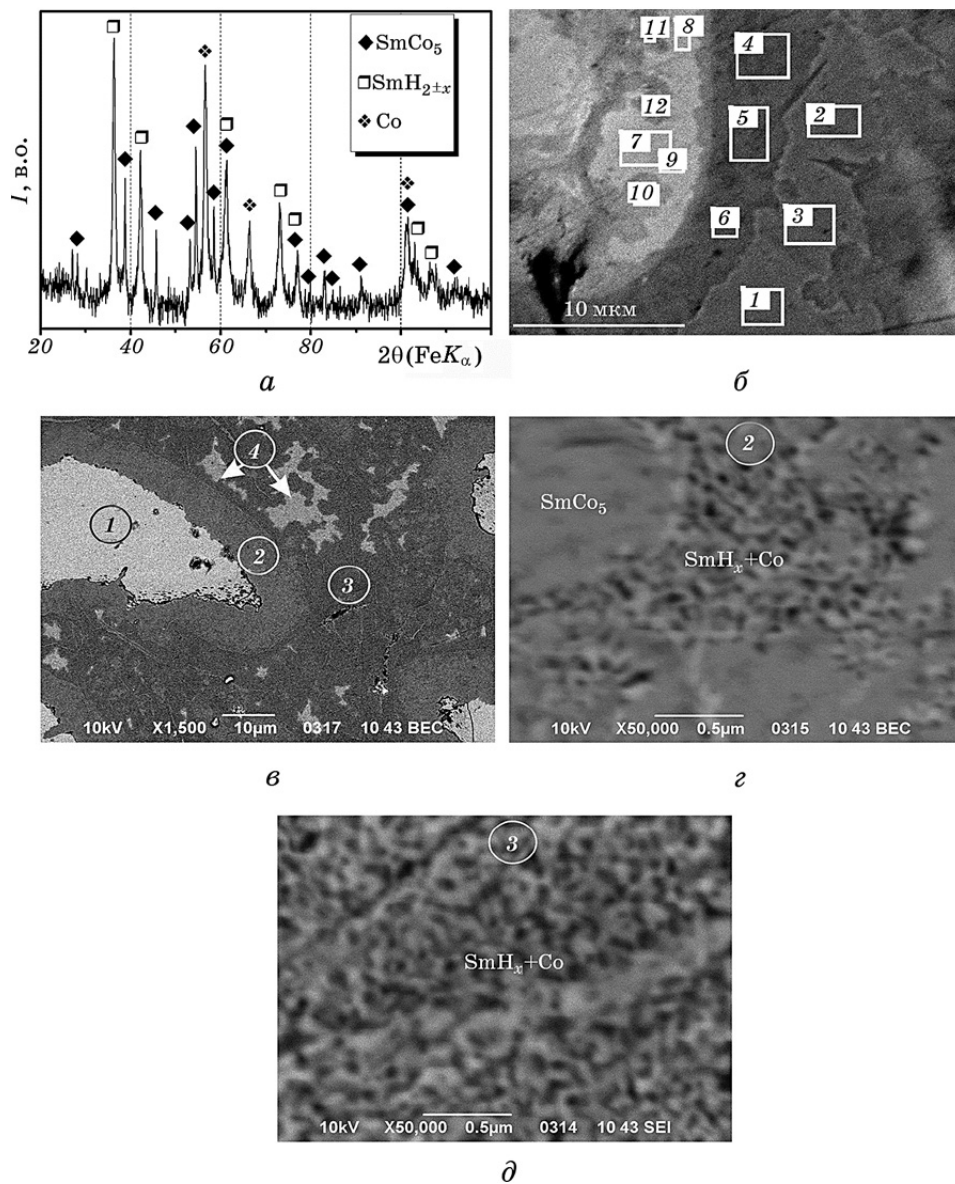 I, в.о.
SmCo₅
SmH₂±ₓ
Co
20 40 60 80 2θ(FeKα)
а
11 8
4
12
5
2
7
9
10
6
3
1
10 мкм
б
4
1
2
3
10kV X1,500 10µm 0317 10 43 BEC
в
2
SmCo₅
SmHₓ+Co
10kV X50,000 0.5µm 0315 10 43 BEC
г
3
SmHₓ+Co
10kV X50,000 0.5µm 0314 10 43 SEI
д